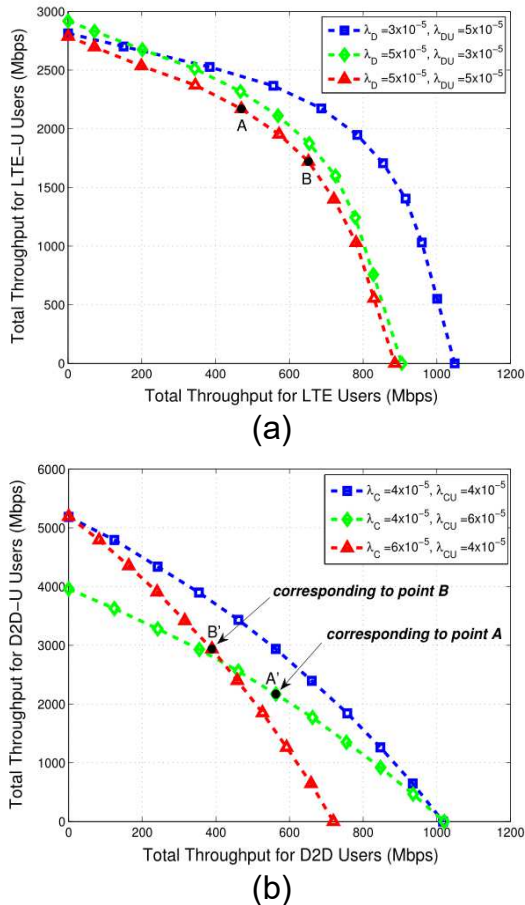 3000
2500
2000
1500
1000
500
0
Total Throughput for LTE-U Users (Mbps)
λD =3x10⁻⁵, λDU =5x10⁻⁵
λD =5x10⁻⁵, λDU =3x10⁻⁵
λD =5x10⁻⁵, λDU =5x10⁻⁵
A
B
0 200 400 600 800 1000 1200
Total Throughput for LTE Users (Mbps)
(a)
6000
5000
4000
3000
2000
1000
0
Total Throughput for D2D-U Users (Mbps)
λC =4x10⁻⁵, λCU =4x10⁻⁵
λC =4x10⁻⁵, λCU =6x10⁻⁵
λC =6x10⁻⁵, λCU =4x10⁻⁵
corresponding to point B
B'
corresponding to point A
A'
0 200 400 600 800 1000 1200
Total Throughput for D2D Users (Mbps)
(b)